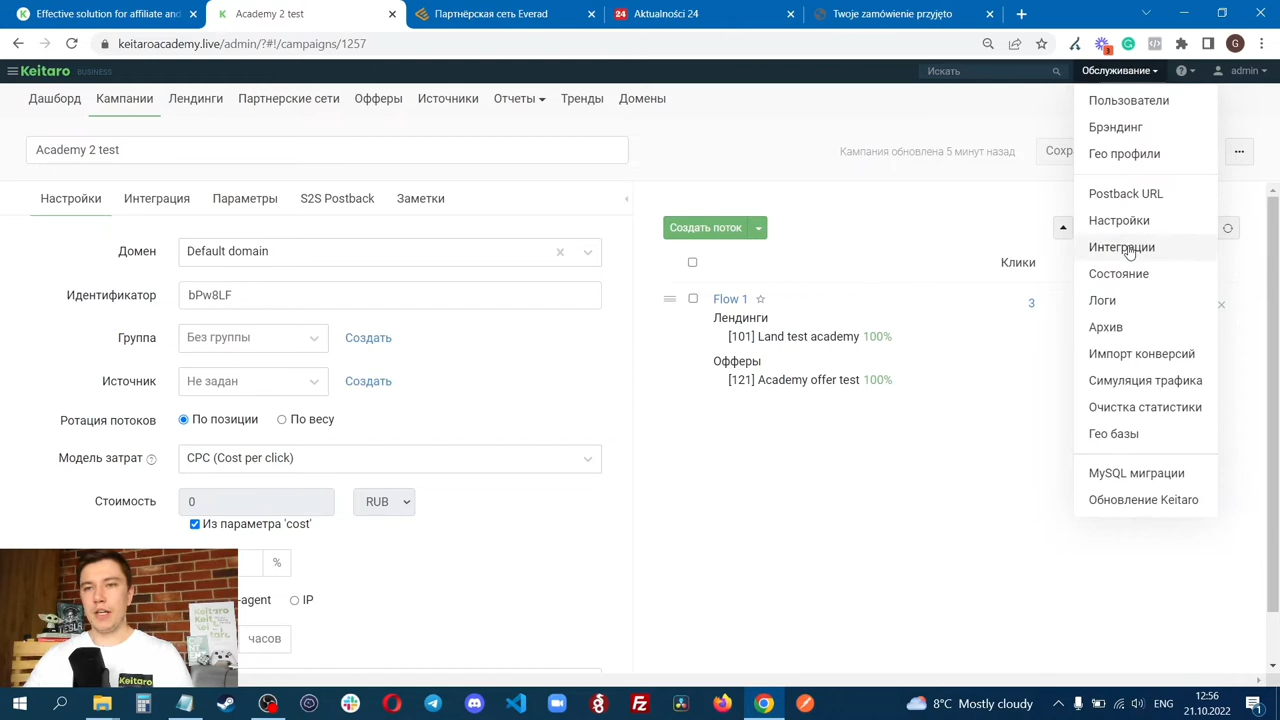 Effective solution for affiliate and
Academy 2 test
Партнёрская сеть Everad
24 Aktualności 24
Twoje zamówienie przyjęto
keitaroacademy.live/admin/?#!/campaigns/1257
3
G
Keitaro BUSINESS
Искать
Обслуживание
admin
Дашборд
Кампании
Лендинги
Партнерские сети
Офферы
Источники
Отчеты
Тренды
Домены
Пользователи
Брэндинг
Гео профили
Postback URL
Настройки
Интеграции
Состояние
Логи
Архив
Импорт конверсий
Симуляция трафика
Очистка статистики
Гео базы
MySQL миграции
Обновление Keitaro
Academy 2 test
Кампания обновлена 5 минут назад
Сохра
Настройки
Интеграция
Параметры
S2S Postback
Заметки
Домен
Default domain
Идентификатор
bPw8LF
Группа
Без группы
Создать
Источник
Не задан
Создать
Ротация потоков
По позиции
По весу
Модель затрат
CPC (Cost per click)
Стоимость
0
RUB
Из параметра 'cost'
%
-agent
IP
часов
Создать поток
Клики
Flow 1
3
Лендинги
[101] Land test academy 100%
Офферы
[121] Academy offer test 100%
Keitaro
8°C Mostly cloudy
ENG
12:56
21.10.2022
1